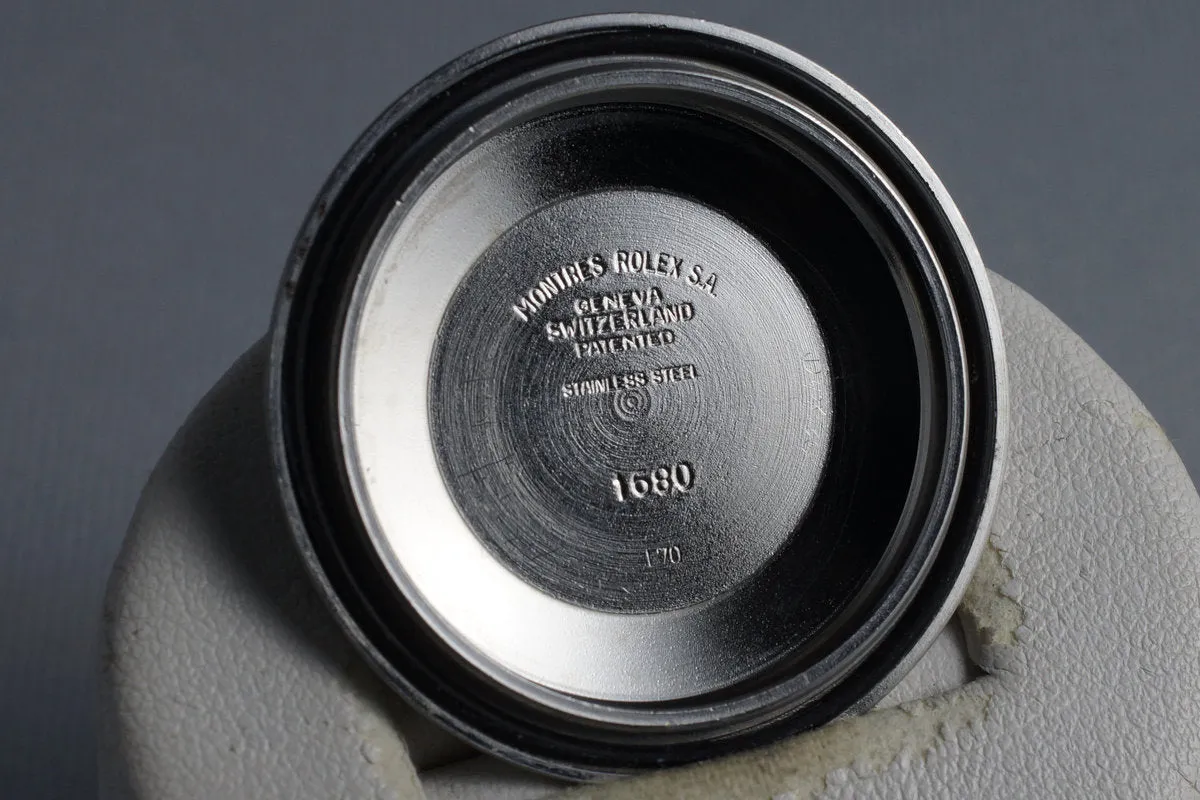 MONTRES ROLEX S.A.
GENEVA
SWITZERLAND
PATENTED
STAINLESS STEEL
1680
I 70